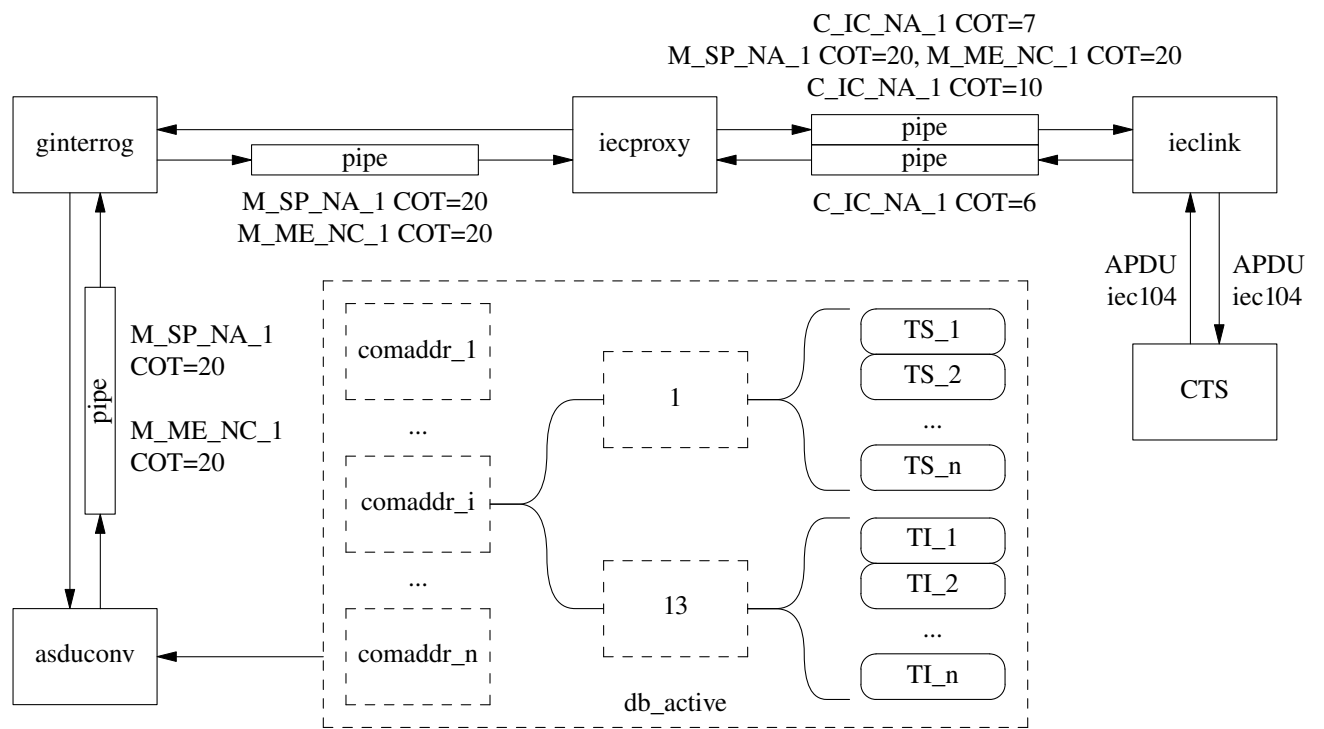 C_IC_NA_1 COT=7
M_SP_NA_1 COT=20, M_ME_NC_1 COT=20
C_IC_NA_1 COT=10
ginterrog
pipe
iecproxy
pipe
pipe
ieclink
M_SP_NA_1 COT=20
M_ME_NC_1 COT=20
C_IC_NA_1 COT=6
APDU
iec104
APDU
iec104
CTS
pipe
M_SP_NA_1
COT=20
M_ME_NC_1
COT=20
asduconv
comaddr_1
...
comaddr_i
...
comaddr_n
1
13
TS_1
TS_2
...
TS_n
TI_1
TI_2
...
TI_n
db_active